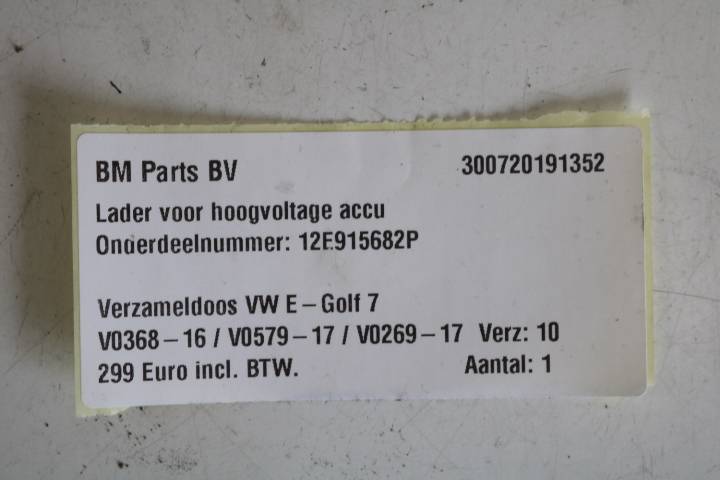 BM Parts BV 300720191352
Lader voor hoogvoltage accu
Onderdeelnummer: 12E915682P
Verzameldoos VW E – Golf 7
V0368 – 16 / V0579 – 17 / V0269 – 17 Verz: 10
299 Euro incl. BTW. Aantal: 1